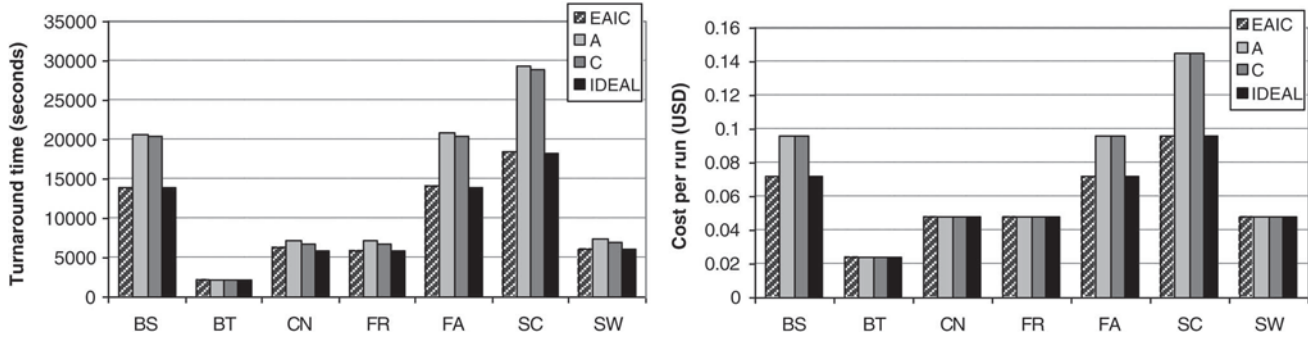 Turnaround time (seconds)
35000
30000
25000
20000
15000
10000
5000
0
BS BT CN FR FA SC SW
EAIC
A
C
IDEAL
Cost per run (USD)
0.16
0.14
0.12
0.1
0.08
0.06
0.04
0.02
0
BS BT CN FR FA SC SW
EAIC
A
C
IDEAL